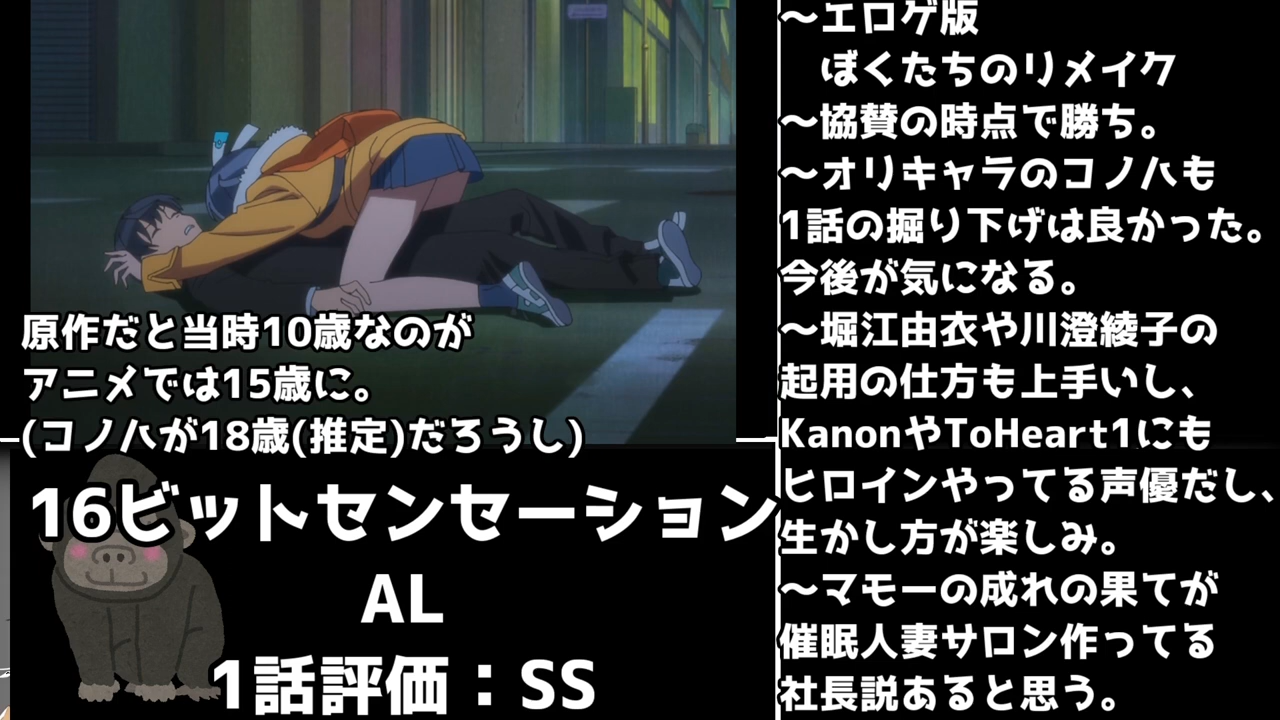 原作だと当時10歳なのが
アニメでは15歳に。
(コノハが18歳(推定)だろうし)
16ビットセンセーション
AL
1話評価：SS
～エロゲ版
ぼくたちのリメイク
～協賛の時点で勝ち。
～オリキャラのコノハも
1話の掘り下げは良かった。
今後が気になる。
～堀江由衣や川澄綾子の
起用の仕方も上手いし、
KanonやToHeart1にも
ヒロインやってる声優だし、
生かし方が楽しみ。
～マモーの成れの果てが
催眠人妻サロン作ってる
社長説あると思う。